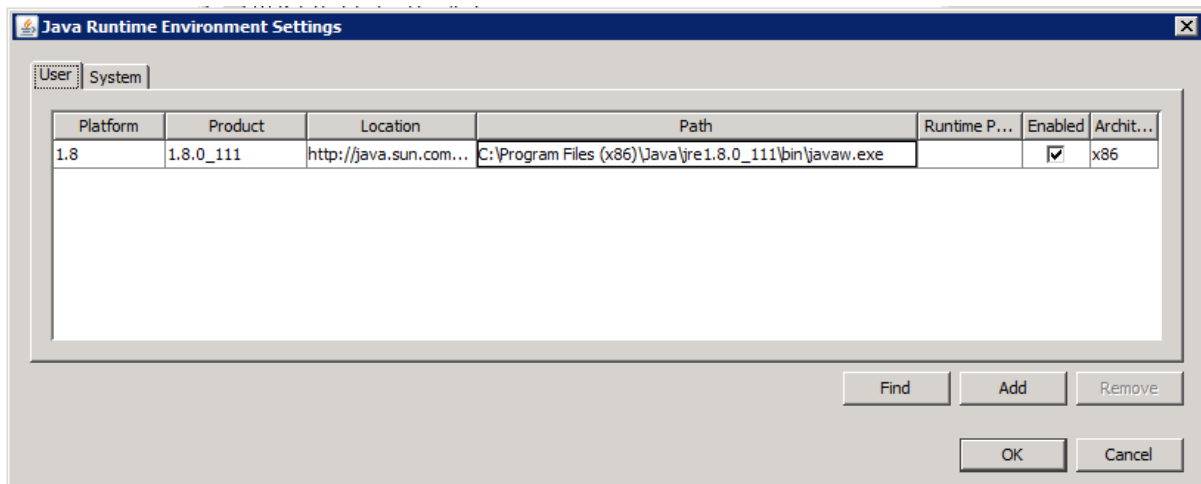 Java Runtime Environment Settings
User System
Platform Product Location Path Runtime P... Enabled Archit...
1.8 1.8.0_111 http://java.sun.com... C:\Program Files (x86)\Java\jre1.8.0_111\bin\javaw.exe x86
Find Add Remove
OK Cancel